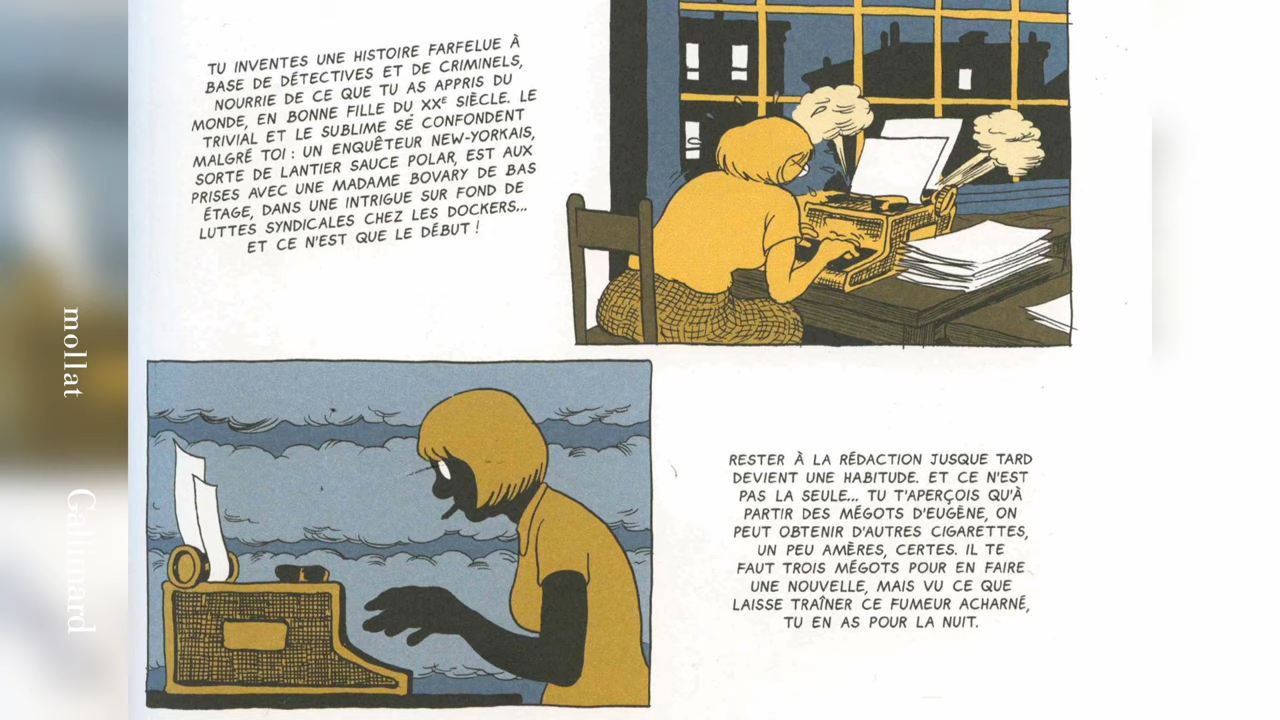 TU INVENTES UNE HISTOIRE FARFELUE À
BASE DE DÉTECTIVES ET DE CRIMINELS,
NOURRIE DE CE QUE TU AS APPRIS DU
MONDE, EN BONNE FILLE DU XXE SIÈCLE. LE
TRIVIAL ET LE SUBLIME SE CONFONDENT
MALGRÉ TOI : UN ENQUÊTEUR NEW-YORKAIS,
SORTE DE LANTIER SAUCE POLAR, EST AUX
PRISES AVEC UNE MADAME BOVARY DE BAS
ÉTAGE, DANS UNE INTRIGUE SUR FOND DE
LUTTES SYNDICALES CHEZ LES DOCKERS...
ET CE N'EST QUE LE DÉBUT !
RESTER À LA RÉDACTION JUSQUE TARD
DEVIENT UNE HABITUDE. ET CE N'EST
PAS LA SEULE... TU T'APERÇOIS QU'À
PARTIR DES MÉGOTS D'EUGÈNE, ON
PEUT OBTENIR D'AUTRES CIGARETTES,
UN PEU AMÈRES, CERTES. IL TE
FAUT TROIS MÉGOTS POUR EN FAIRE
UNE NOUVELLE, MAIS VU CE QUE
LAISSE TRAÎNER CE FUMEUR ACHARNÉ,
TU EN AS POUR LA NUIT.
mollat
Gallimard